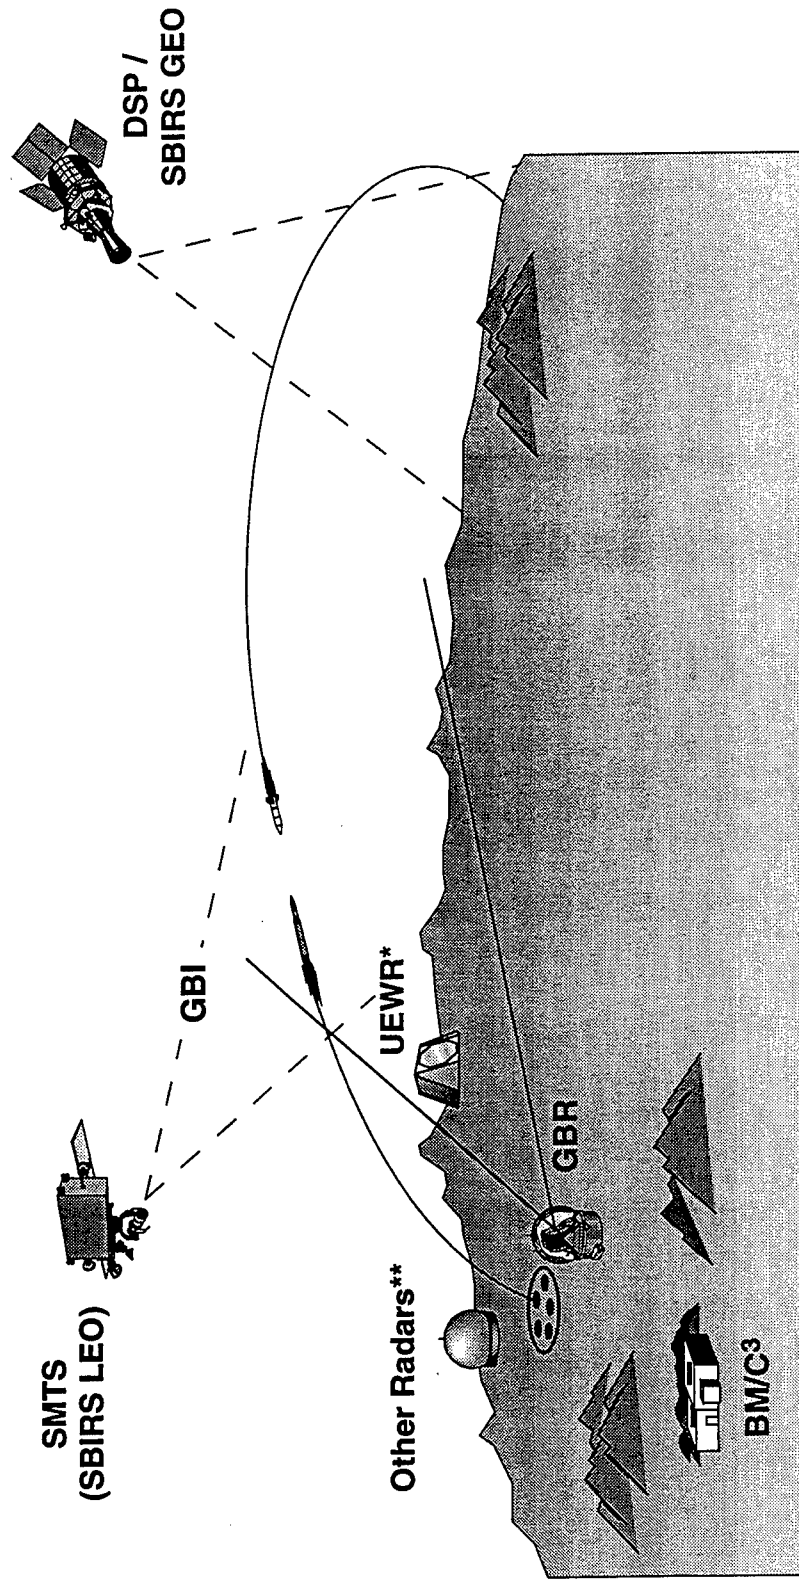 SMTS
(SBIRS LEO)
GBI
DSP /
SBIRS GEO
Other Radars**
UEWR*
GBR
BM/C³